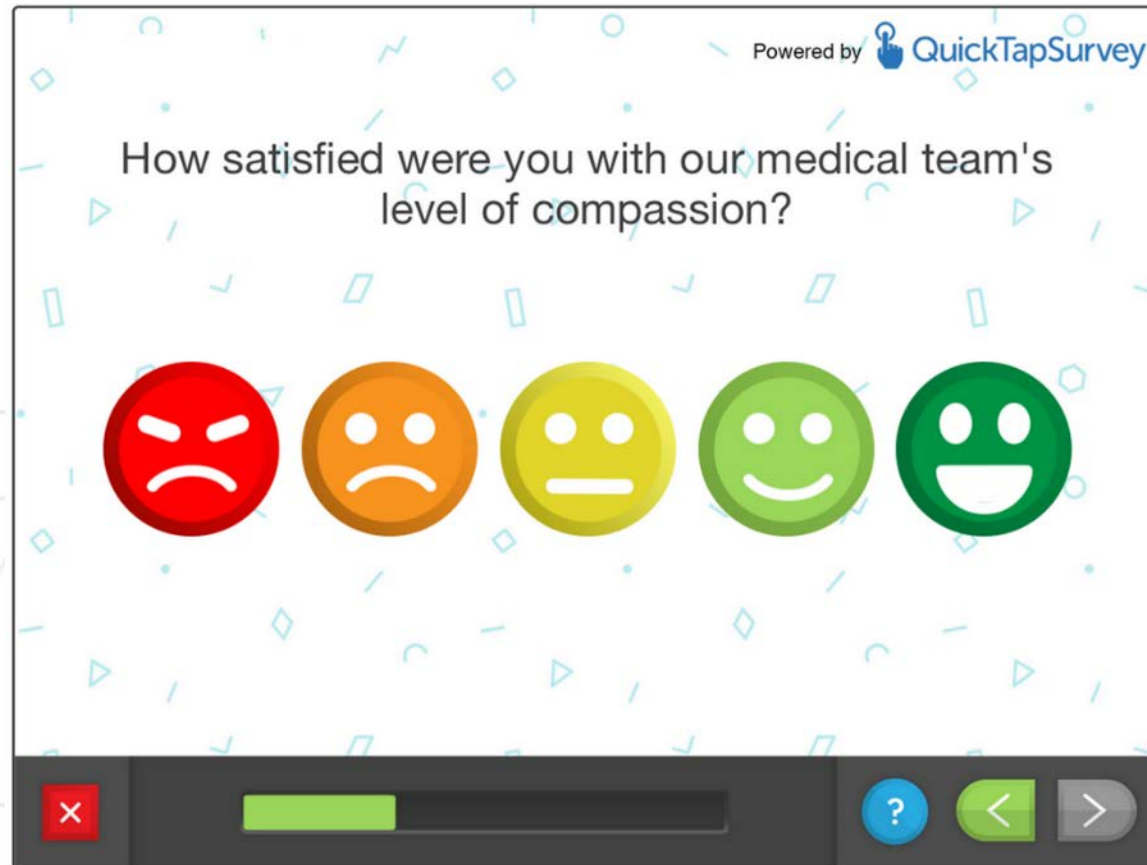 Powered by QuickTapSurvey
How satisfied were you with our medical team's
level of compassion?
?